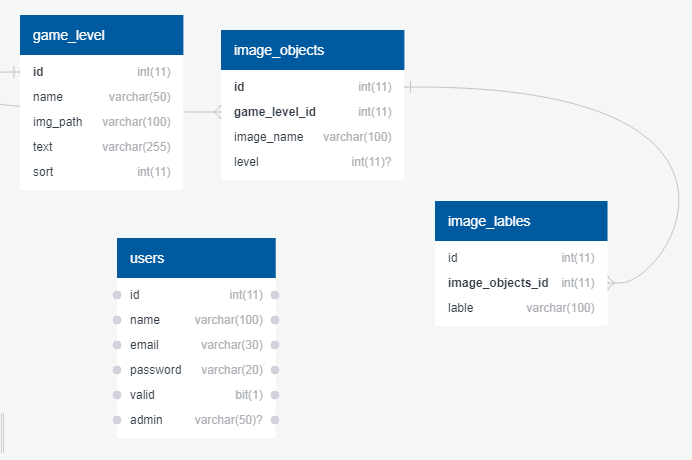 game_level
id int(11)
name varchar(50)
img_path varchar(100)
text varchar(255)
sort int(11)
image_objects
id int(11)
game_level_id int(11)
image_name varchar(100)
level int(11)?
image_lables
id int(11)
image_objects_id int(11)
lable varchar(100)
users
id int(11)
name varchar(100)
email varchar(30)
password varchar(20)
valid bit(1)
admin varchar(50)?